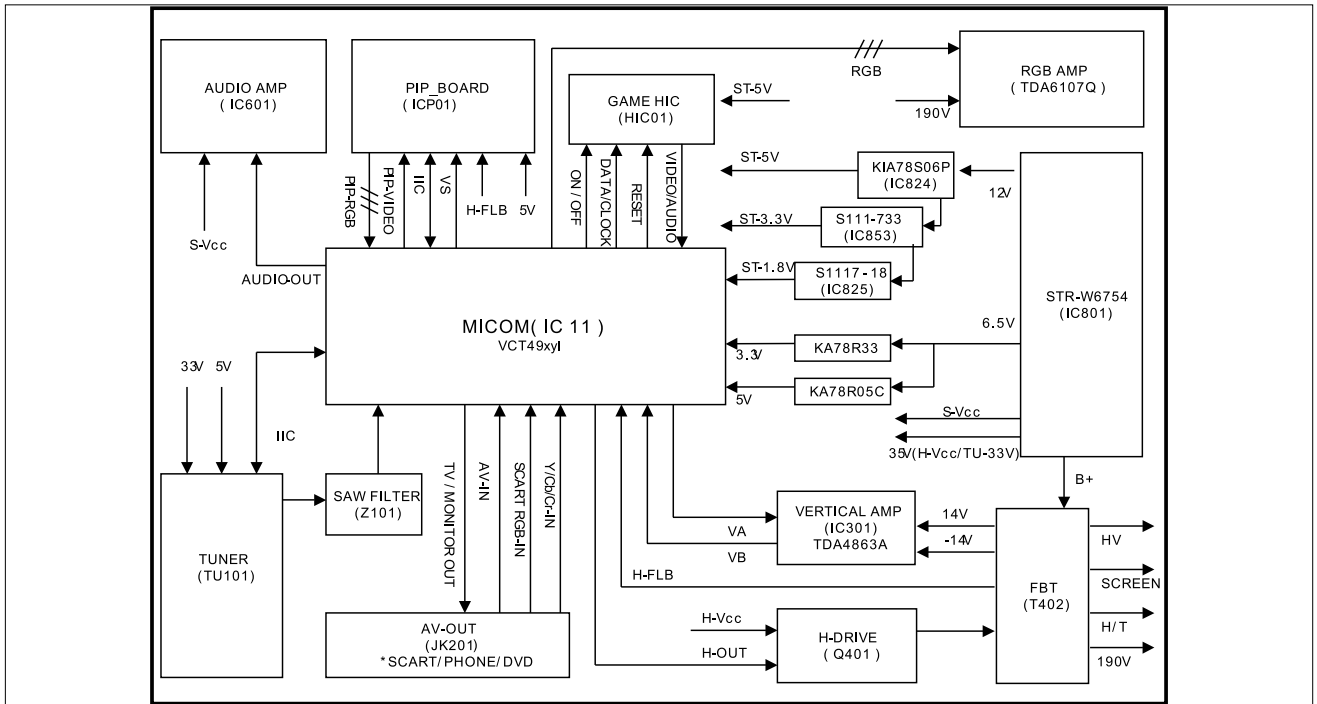 AUDIO AMP
( IC601 )
PIP_BOARD
( ICP01 )
GAME HIC
(HIC01)
RGB
RGB AMP
( TDA6107Q )
ST-5V
190V
ST-5V
KIA78S06P
(IC824)
12V
ST-3.3V
S111-733
(IC853)
ST-1.8V
S1117 - 18
(IC825)
STR-W6754
(IC801)
PIP-RGB
PIP-VIDEO
IIC
VS
H-FLB
5V
ON / OFF
DATA/CLOCK
RESET
VIDEO/AUDIO
S-Vcc
AUDIO-OUT
MICOM( IC 11 )
VCT49xyl
6.5V
3.3V
KA78R33
5V
KA78R05C
S-Vcc
35V(H-Vcc/TU-33V)
B+
33V 5V
IIC
TUNER
(TU101)
SAW FILTER
(Z101)
TV / MONITOR OUT
AV-IN
SCART RGB-IN
Y/Cb/Cr-IN
VA
VB
VERTICAL AMP
(IC301)
TDA4863A
14V
-14V
H-FLB
FBT
(T402)
HV
SCREEN
H/T
190V
AV-OUT
(JK201)
*SCART/PHONE/DVD
H-Vcc
H-OUT
H-DRIVE
( Q401 )